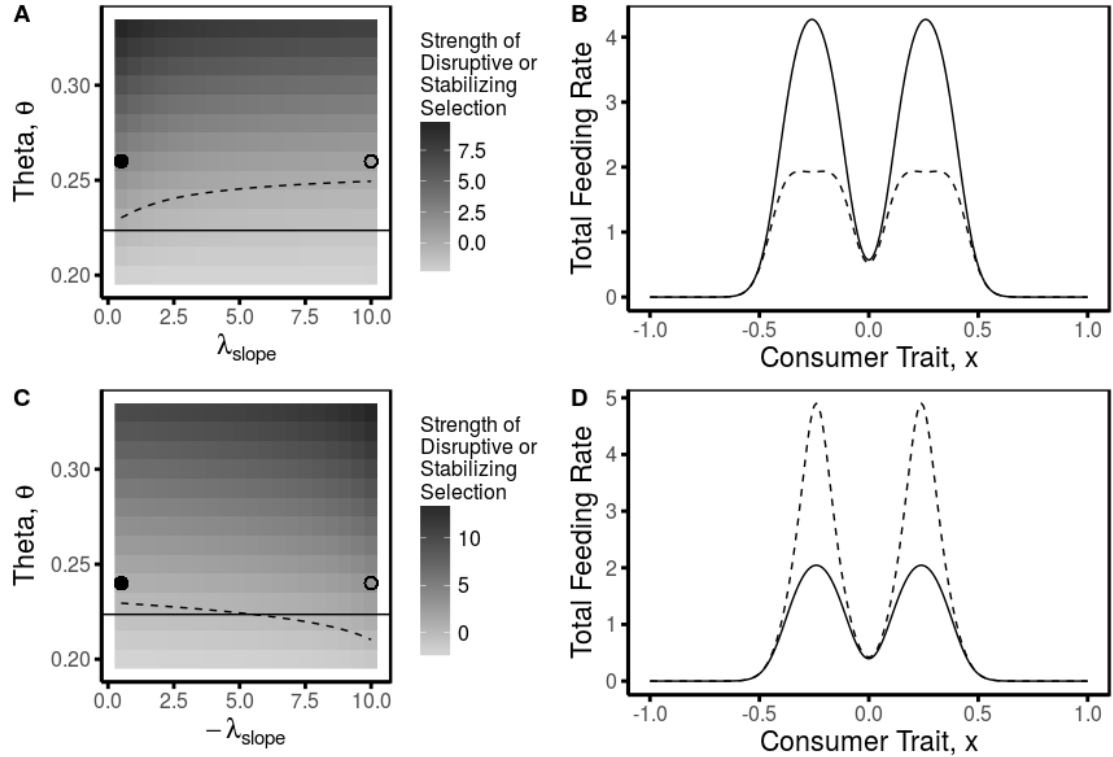 A
Theta, θ
0.30
0.25
0.20
0.0 2.5 5.0 7.5 10.0
λslope
Strength of
Disruptive or
Stabilizing
Selection
7.5
5.0
2.5
0.0
B
Total Feeding Rate
4
3
2
1
0
-1.0 -0.5 0.0 0.5 1.0
Consumer Trait, x
C
Theta, θ
0.30
0.25
0.20
0.0 2.5 5.0 7.5 10.0
− λslope
Strength of
Disruptive or
Stabilizing
Selection
10
5
0
D
Total Feeding Rate
5
4
3
2
1
0
-1.0 -0.5 0.0 0.5 1.0
Consumer Trait, x